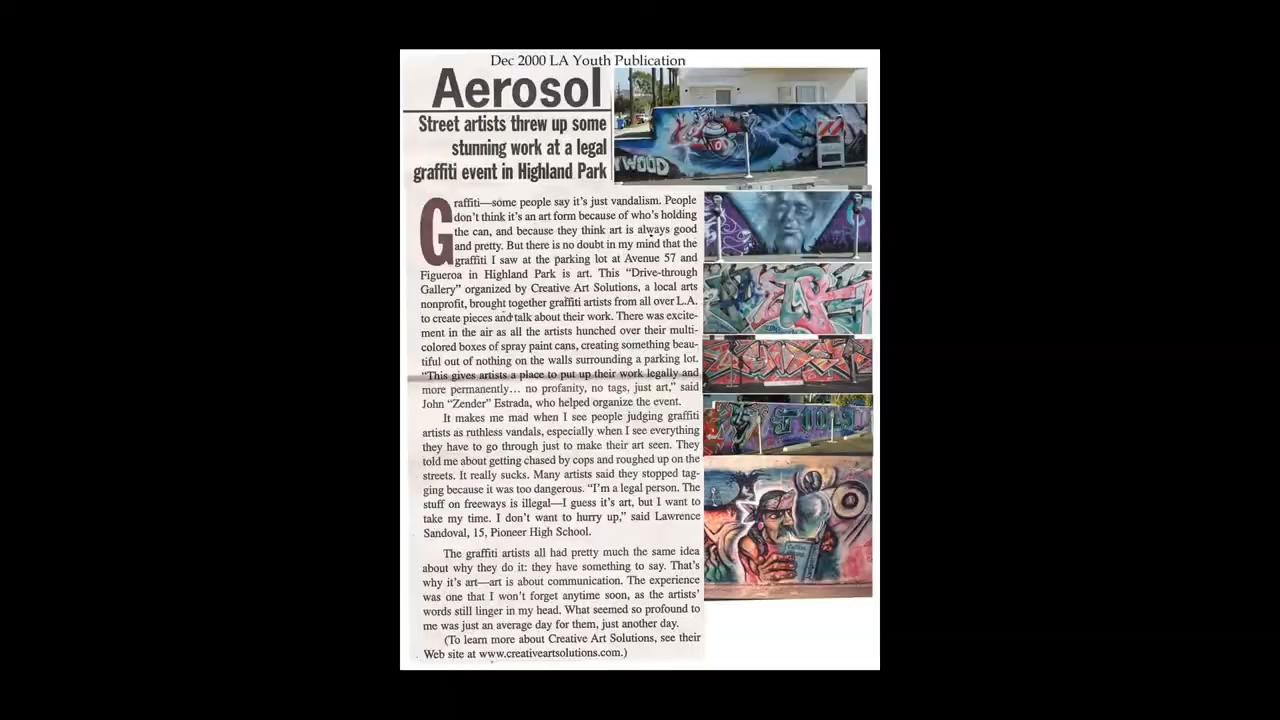 Dec 2000 LA Youth Publication
Aerosol
Street artists threw up some
stunning work at a legal
graffiti event in Highland Park
YWOOD
Graffiti—some people say it's just vandalism. People
don't think it's an art form because of who's holding
the can, and because they think art is always good
and pretty. But there is no doubt in my mind that the
graffiti I saw at the parking lot at Avenue 57 and
Figueroa in Highland Park is art. This “Drive-through
Gallery” organized by Creative Art Solutions, a local arts
nonprofit, brought together graffiti artists from all over L.A.
to create pieces and talk about their work. There was excite-
ment in the air as all the artists hunched over their multi-
colored boxes of spray paint cans, creating something beau-
tiful out of nothing on the walls surrounding a parking lot.
“This gives artists a place to put up their work legally and
more permanently… no profanity, no tags, just art,” said
John “Zender” Estrada, who helped organize the event.
It makes me mad when I see people judging graffiti
artists as ruthless vandals, especially when I see everything
they have to go through just to make their art seen. They
told me about getting chased by cops and roughed up on the
streets. It really sucks. Many artists said they stopped tag-
ging because it was too dangerous. “I'm a legal person. The
stuff on freeways is illegal—I guess it's art, but I want to
take my time. I don't want to hurry up,” said Lawrence
Sandoval, 15, Pioneer High School.
The graffiti artists all had pretty much the same idea
about why they do it: they have something to say. That's
why it's art—art is about communication. The experience
was one that I won't forget anytime soon, as the artists'
words still linger in my head. What seemed so profound to
me was just an average day for them, just another day.
(To learn more about Creative Art Solutions, see their
Web site at www.creativeartsolutions.com.)